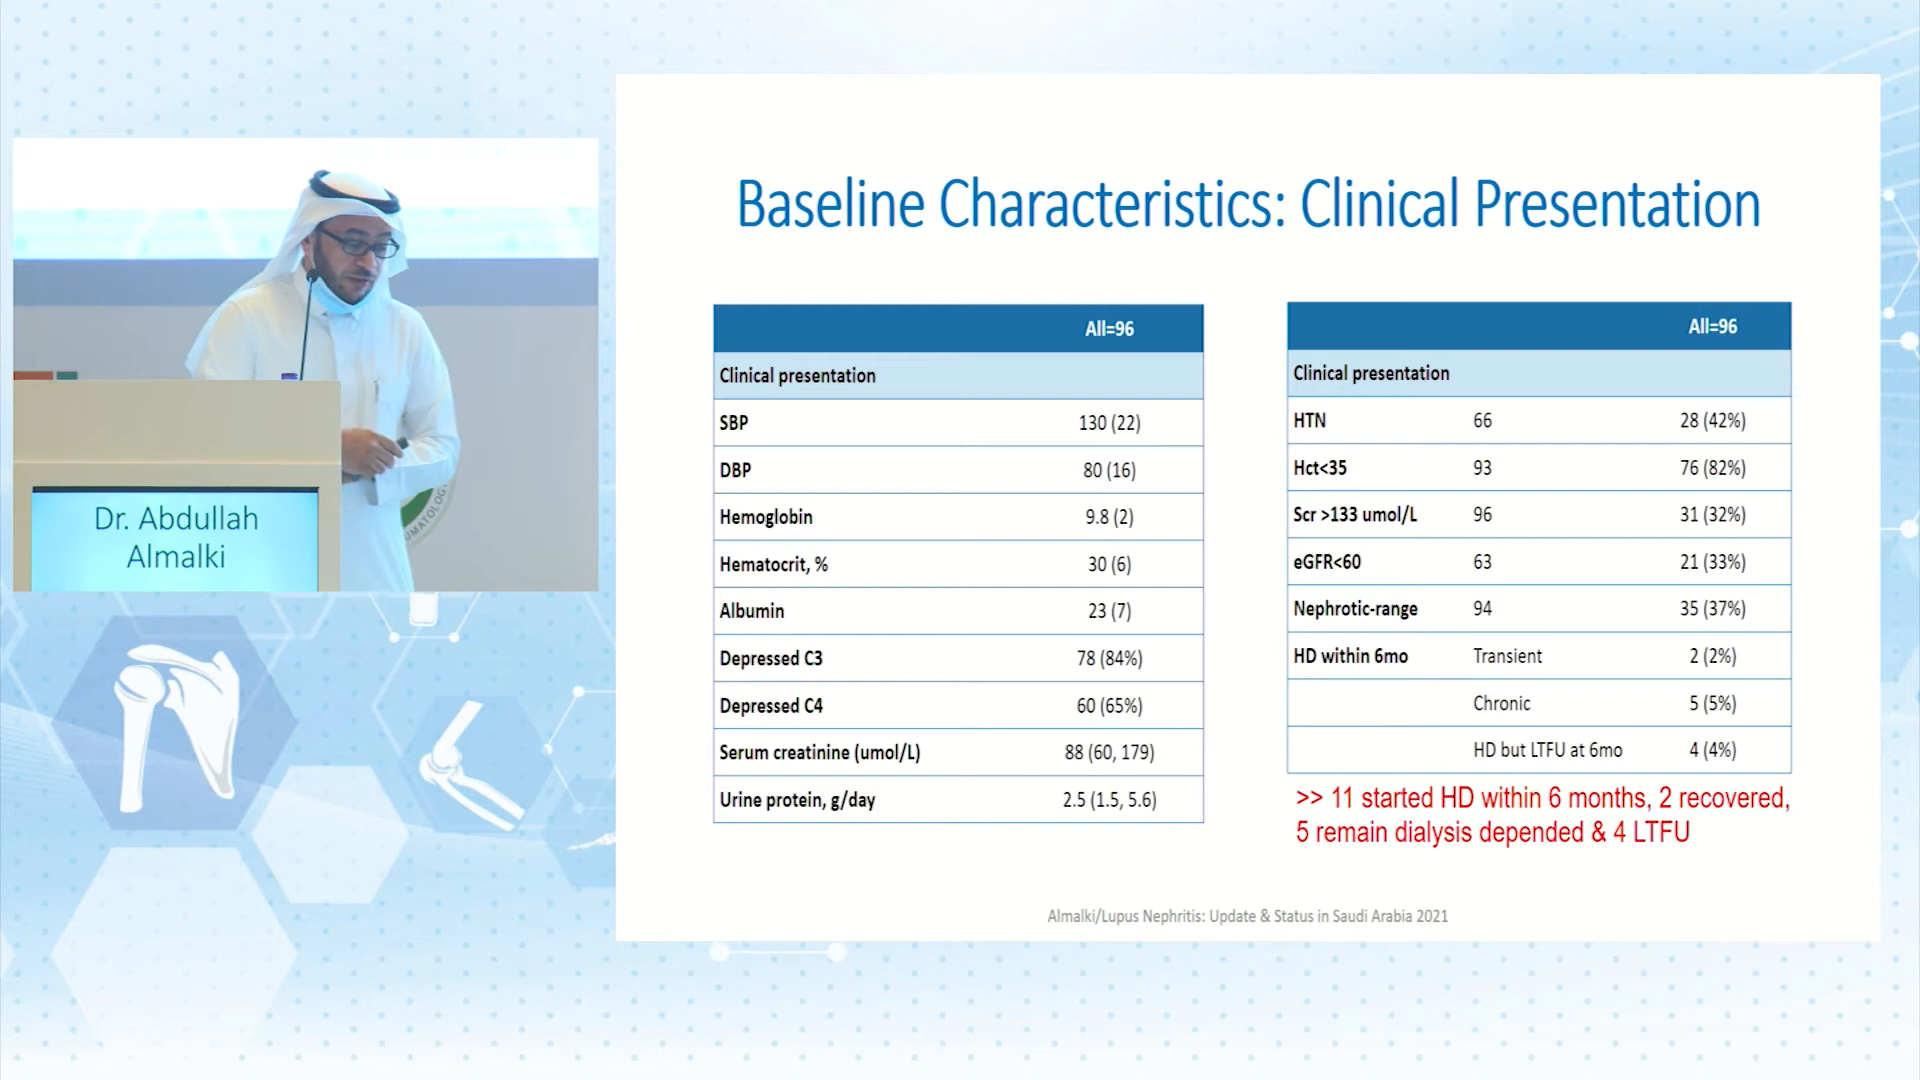 Baseline Characteristics: Clinical Presentation
All=96
Clinical presentation
SBP 130 (22)
DBP 80 (16)
Hemoglobin 9.8 (2)
Hematocrit, % 30 (6)
Albumin 23 (7)
Depressed C3 78 (84%)
Depressed C4 60 (65%)
Serum creatinine (umol/L) 88 (60, 179)
Urine protein, g/day 2.5 (1.5, 5.6)
All=96
Clinical presentation
HTN 66 28 (42%)
Hct<35 93 76 (82%)
Scr >133 umol/L 96 31 (32%)
eGFR<60 63 21 (33%)
Nephrotic-range 94 35 (37%)
HD within 6mo Transient 2 (2%)
Chronic 5 (5%)
HD but LTFU at 6mo 4 (4%)
>> 11 started HD within 6 months, 2 recovered,
5 remain dialysis depended & 4 LTFU
Almalki/Lupus Nephritis: Update & Status in Saudi Arabia 2021
Dr. Abdullah
Almalki